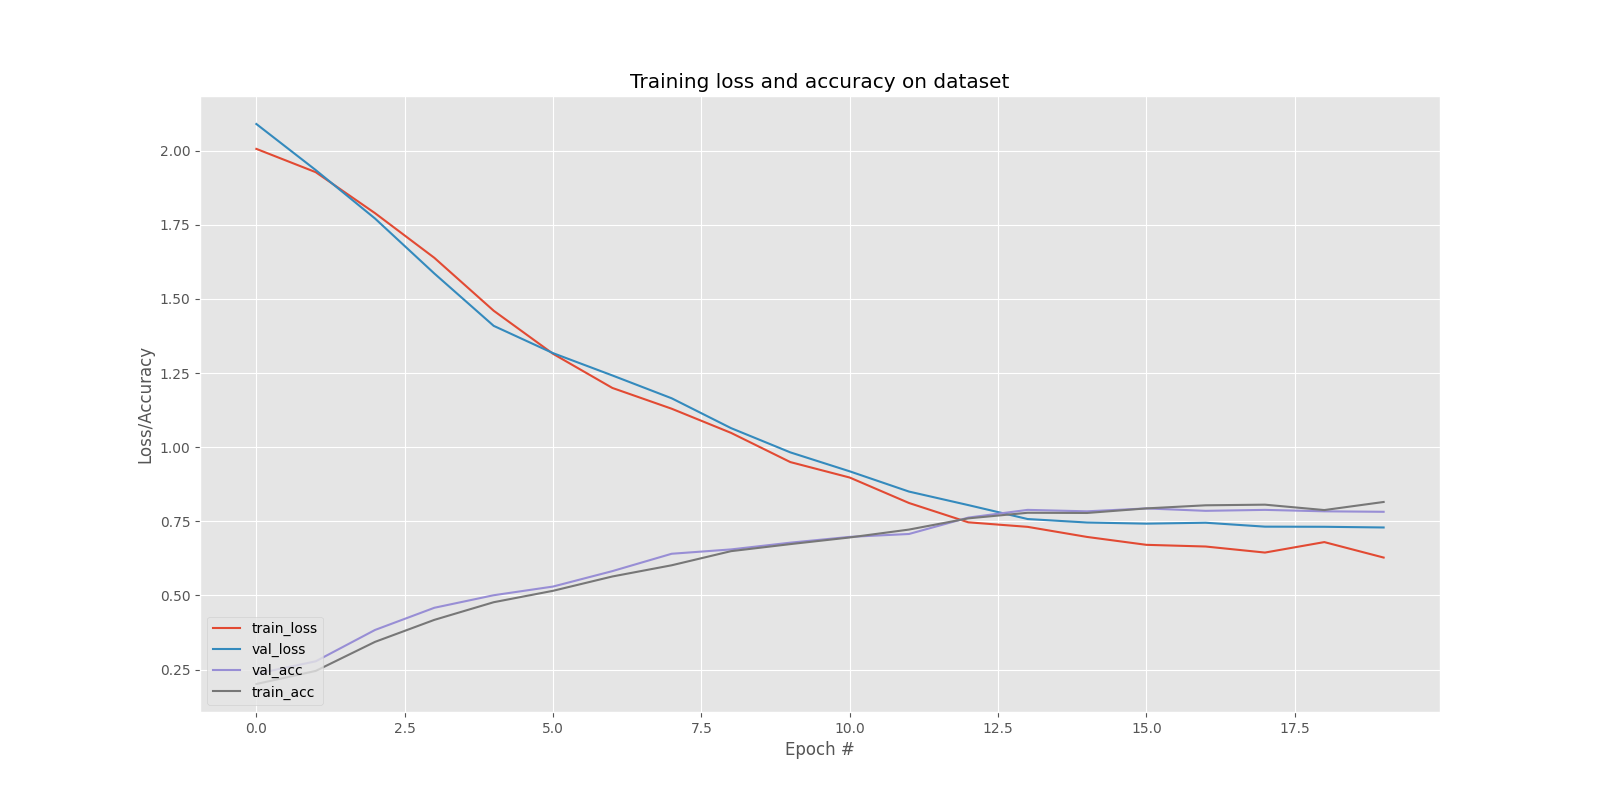 Training loss and accuracy on dataset
2.00
1.75
1.50
1.25
1.00
0.75
0.50
0.25
Loss/Accuracy
train_loss
val_loss
val_acc
train_acc
0.0 2.5 5.0 7.5 10.0 12.5 15.0 17.5
Epoch #